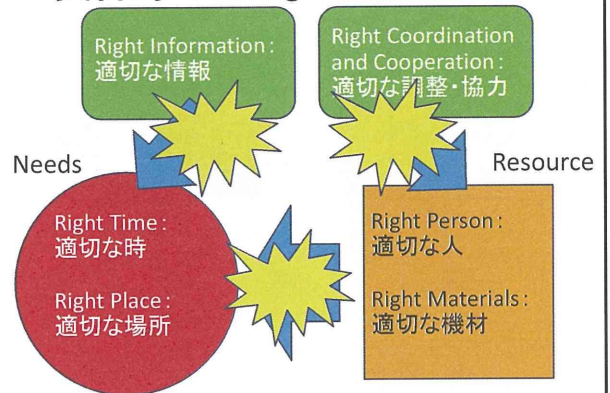 Right Information:
適切な情報
Right Coordination
and Cooperation:
適切な調整・協力
Needs
Resource
Right Time:
適切な時
Right Place:
適切な場所
Right Person:
適切な人
Right Materials:
適切な機材